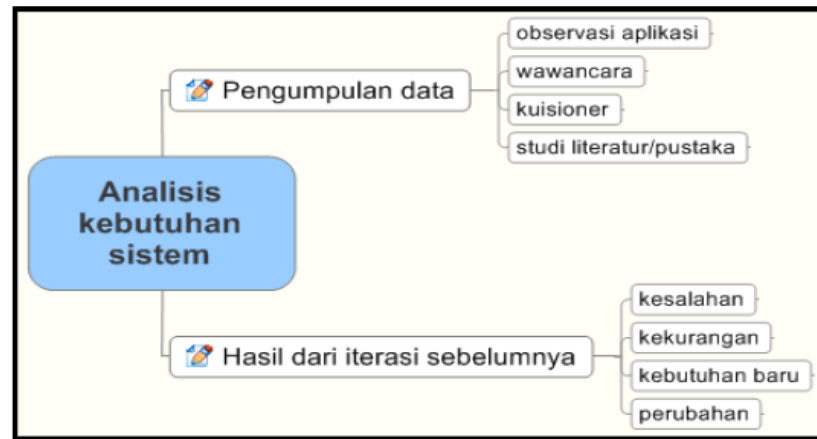 observasi aplikasi
Pengumpulan data
wawancara
kuisioner
studi literatur/pustaka
Analisis
kebutuhan
sistem
kesalahan
Hasil dari iterasi sebelumnya
kekurangan
kebutuhan baru
perubahan